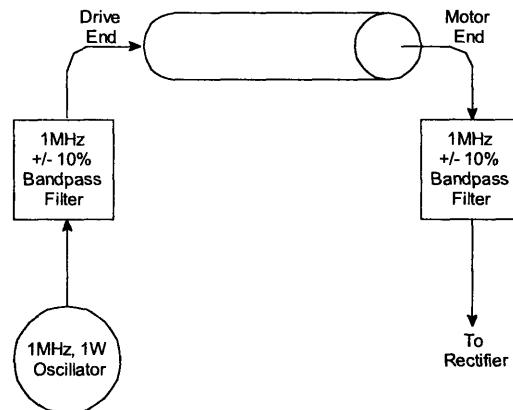 Drive
End
Motor
End
1MHz
+/- 10%
Bandpass
Filter
1MHz
+/- 10%
Bandpass
Filter
1MHz, 1W
Oscillator
To
Rectifier